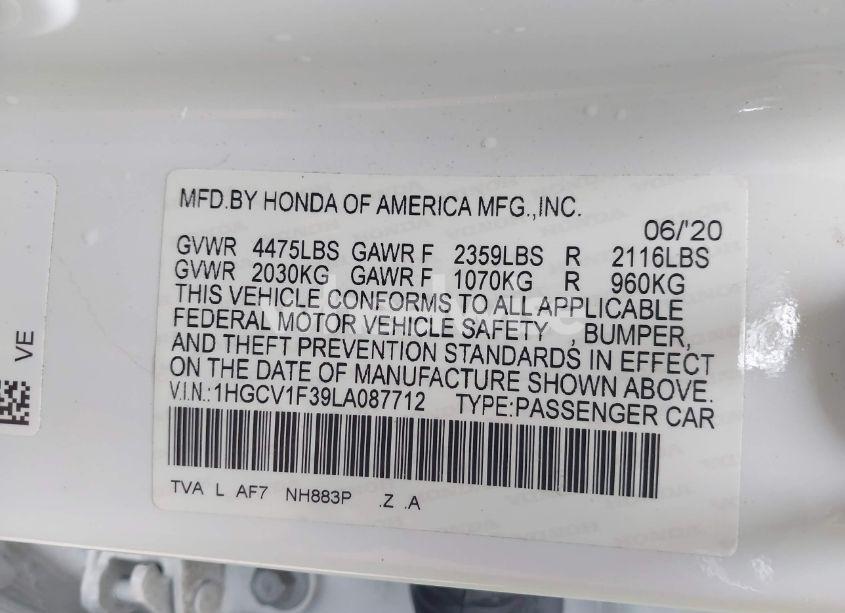 MFD.BY HONDA OF AMERICA MFG.,INC.
06/'20
GVWR 4475LBS GAWR F 2359LBS R 2116LBS
GVWR 2030KG GAWR F 1070KG R 960KG
THIS VEHICLE CONFORMS TO ALL APPLICABLE
FEDERAL MOTOR VEHICLE SAFETY , BUMPER,
AND THEFT PREVENTION STANDARDS IN EFFECT
ON THE DATE OF MANUFACTURE SHOWN ABOVE.
V.I.N.:1HGCV1F39LA087712 TYPE:PASSENGER CAR
TVA L AF7 NH883P .Z .A
VE